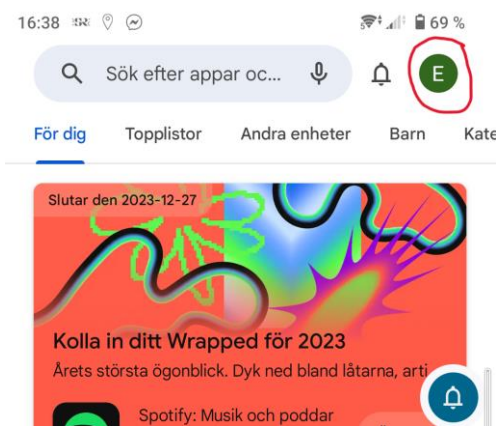 16:38 69 %
Sök efter appar oc... E
För dig Topplistor Andra enheter Barn Kate
Slutar den 2023-12-27
Kolla in ditt Wrapped för 2023
Årets största ögonblick. Dyk ned bland låtarna, arti
Spotify: Musik och poddar